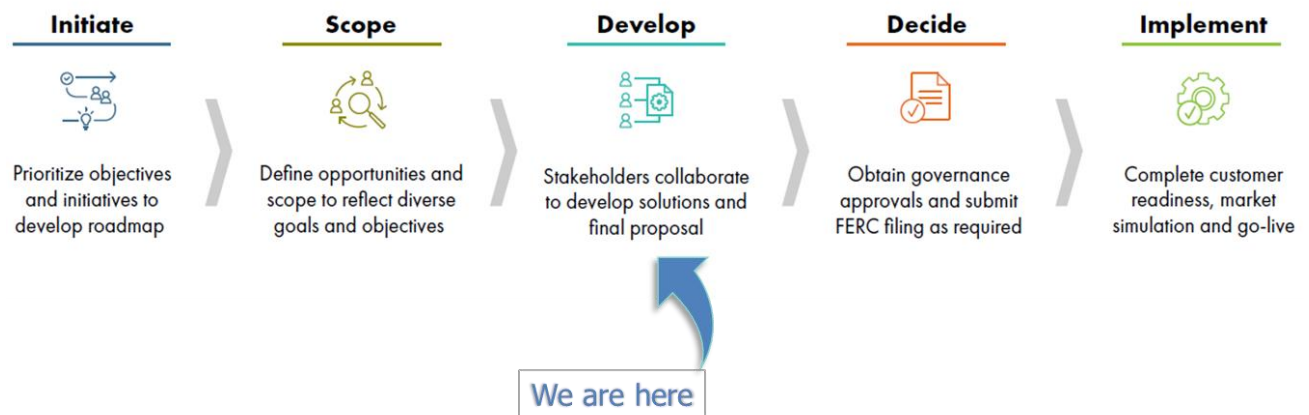 Initiate
Prioritize objectives
and initiatives to
develop roadmap
Scope
Define opportunities and
scope to reflect diverse
goals and objectives
Develop
Stakeholders collaborate
to develop solutions and
final proposal
Decide
Obtain governance
approvals and submit
FERC filing as required
Implement
Complete customer
readiness, market
simulation and go-live
We are here